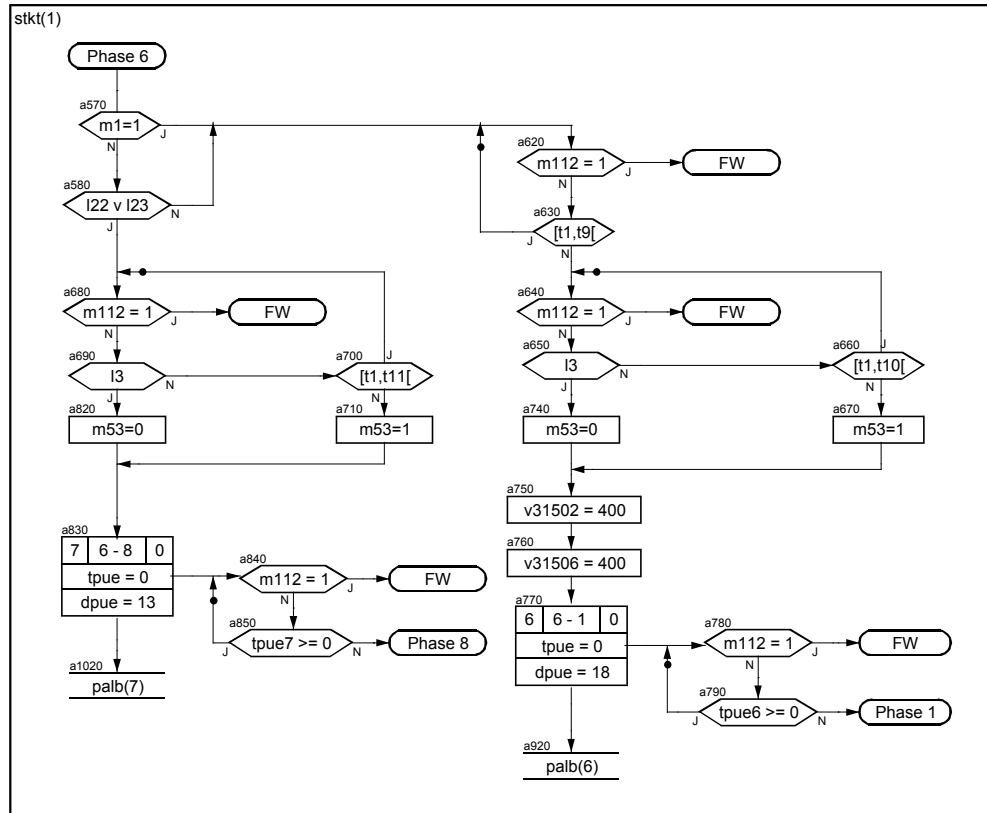 stkt(1)
Phase 6
a570
m1=1
J
N
a580
l22 v l23
N
J
a620
m112 = 1
J
FW
N
a630
[t1,t9[
J
N
a680
m112 = 1
J
FW
N
a690
l3
N
J
a700
[t1,t11[
J
N
a820
m53=0
a710
m53=1
a640
m112 = 1
J
FW
N
a650
l3
N
J
a660
[t1,t10[
J
N
a740
m53=0
a670
m53=1
a750
v31502 = 400
a760
v31506 = 400
a830
7 6 - 8 0
tpue = 0
dpue = 13
a840
m112 = 1
J
FW
N
a850
tpue7 >= 0
J
N
Phase 8
a1020
palb(7)
a770
6 6 - 1 0
tpue = 0
dpue = 18
a780
m112 = 1
J
FW
N
a790
tpue6 >= 0
J
N
Phase 1
a920
palb(6)